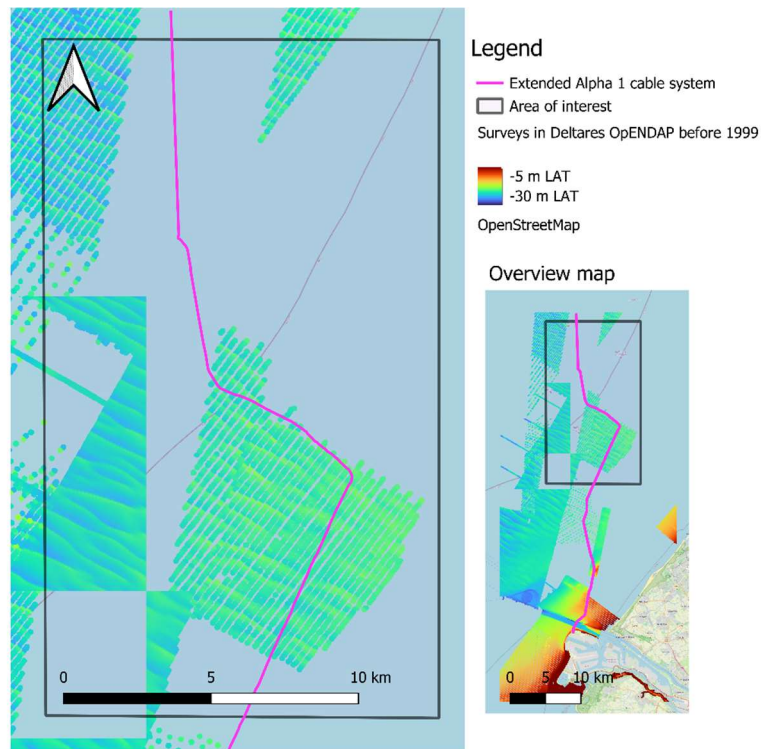 Legend
Extended Alpha 1 cable system
Area of interest
Surveys in Deltares OpENDAP before 1999
-5 m LAT
-30 m LAT
OpenStreetMap
Overview map
0 5 10 km
0 5 10 km